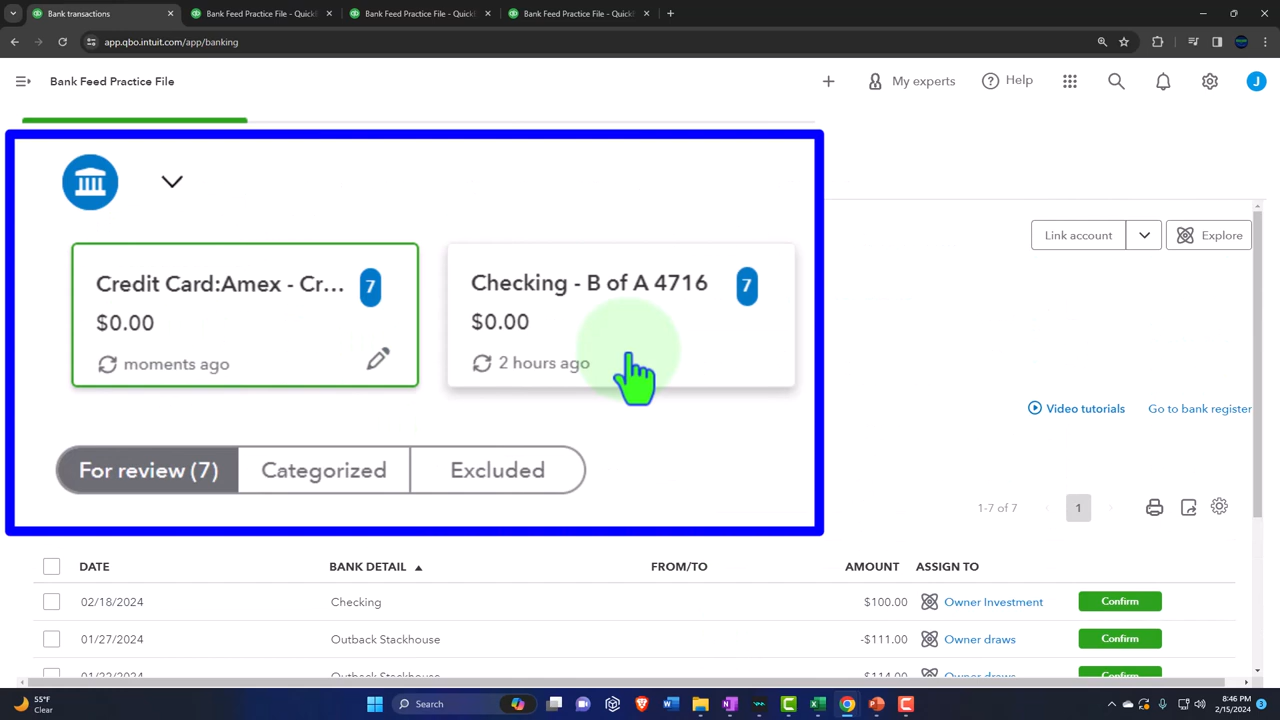 Bank transactions
Bank Feed Practice File - Quick
Bank Feed Practice File - Quick
Bank Feed Practice File - Quick
app.qbo.intuit.com/app/banking
Bank Feed Practice File
My experts
Help
J
Link account
Explore
Credit Card:Amex - Cr... 7
Checking - B of A 4716 7
$0.00
$0.00
moments ago
2 hours ago
Video tutorials
Go to bank register
For review (7)
Categorized
Excluded
1-7 of 7
1
DATE BANK DETAIL FROM/TO AMOUNT ASSIGN TO
02/18/2024 Checking $100.00 Owner Investment Confirm
01/27/2024 Outback Stackhouse -$111.00 Owner draws Confirm
55°F
Clear
Search
8:46 PM
2/15/2024
3